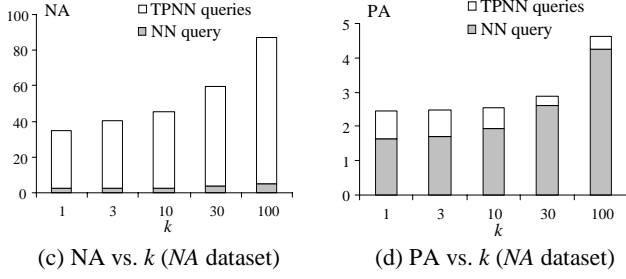 NA
TPNN queries
NN query
100
80
60
40
20
0
1 3 10 30 100
k
(c) NA vs. k (NA dataset)
PA
TPNN queries
NN query
5
4
3
2
1
0
1 3 10 30 100
k
(d) PA vs. k (NA dataset)